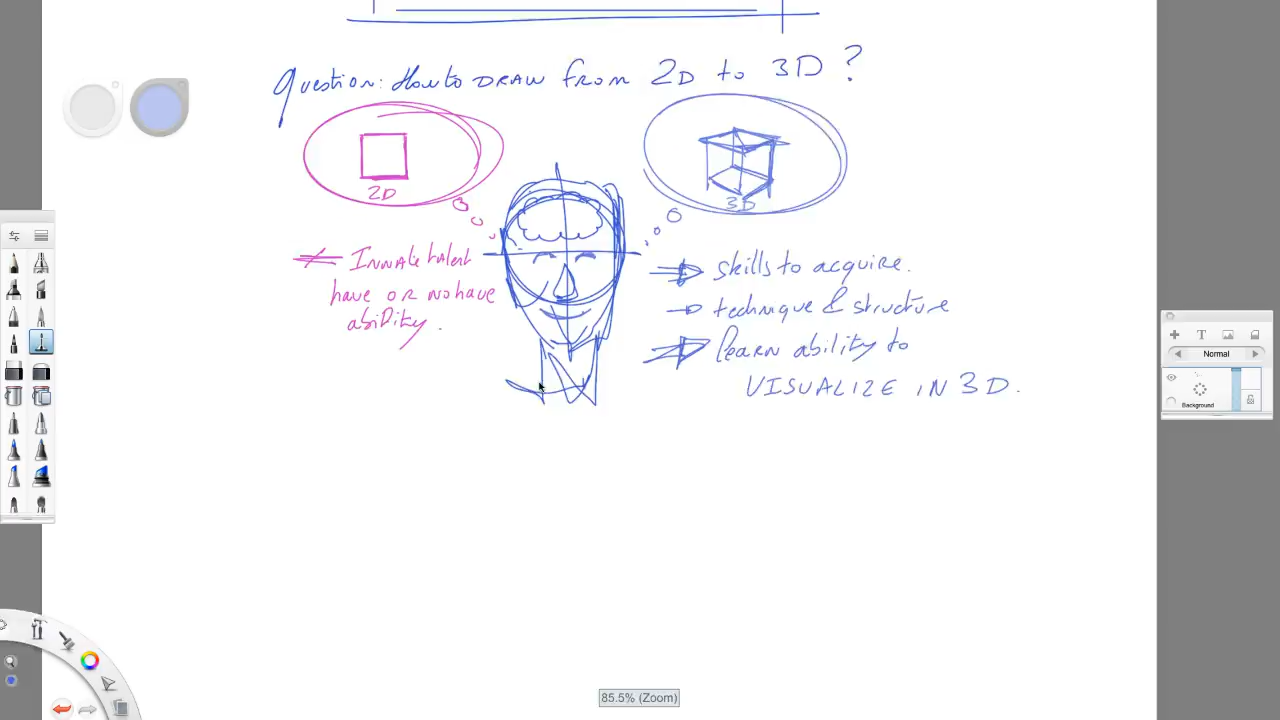 Question: How to DRAW from 2D to 3D ?
2D
3D
Innate talent
have or no have
ability.
skills to acquire.
technique & structure
learn ability to
VISUALIZE IN 3D.
T
Normal
Background
85.5% (Zoom)